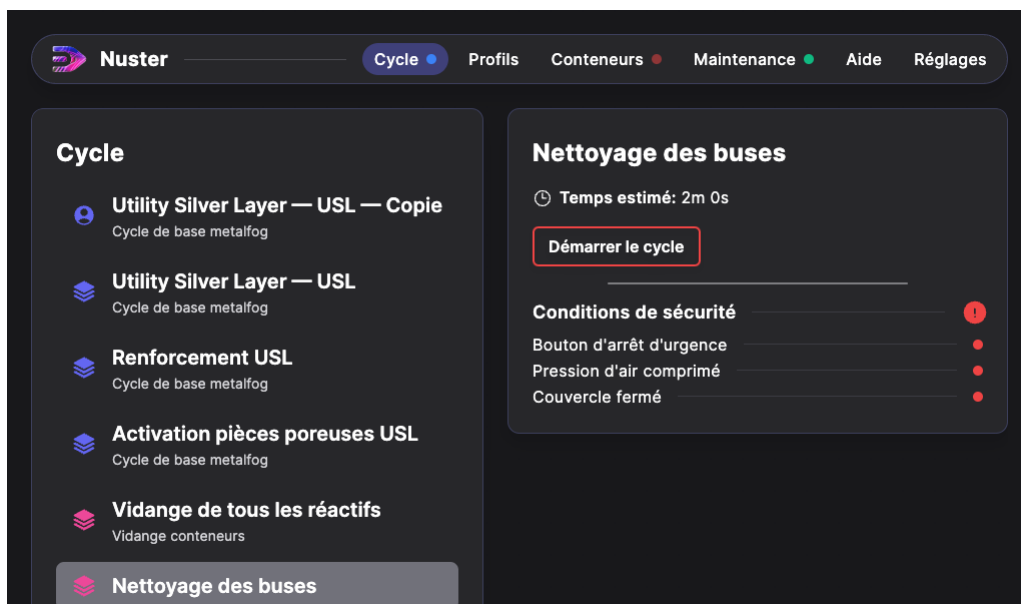 Nuster
Cycle
Profils
Conteneurs
Maintenance
Aide
Réglages
Cycle
Utility Silver Layer — USL — Copie
Cycle de base metalfog
Utility Silver Layer — USL
Cycle de base metalfog
Renforcement USL
Cycle de base metalfog
Activation pièces poreuses USL
Cycle de base metalfog
Vidange de tous les réactifs
Vidange conteneurs
Nettoyage des buses
Nettoyage des buses
Temps estimé: 2m 0s
Démarrer le cycle
Conditions de sécurité
Bouton d'arrêt d'urgence
Pression d'air comprimé
Couvercle fermé